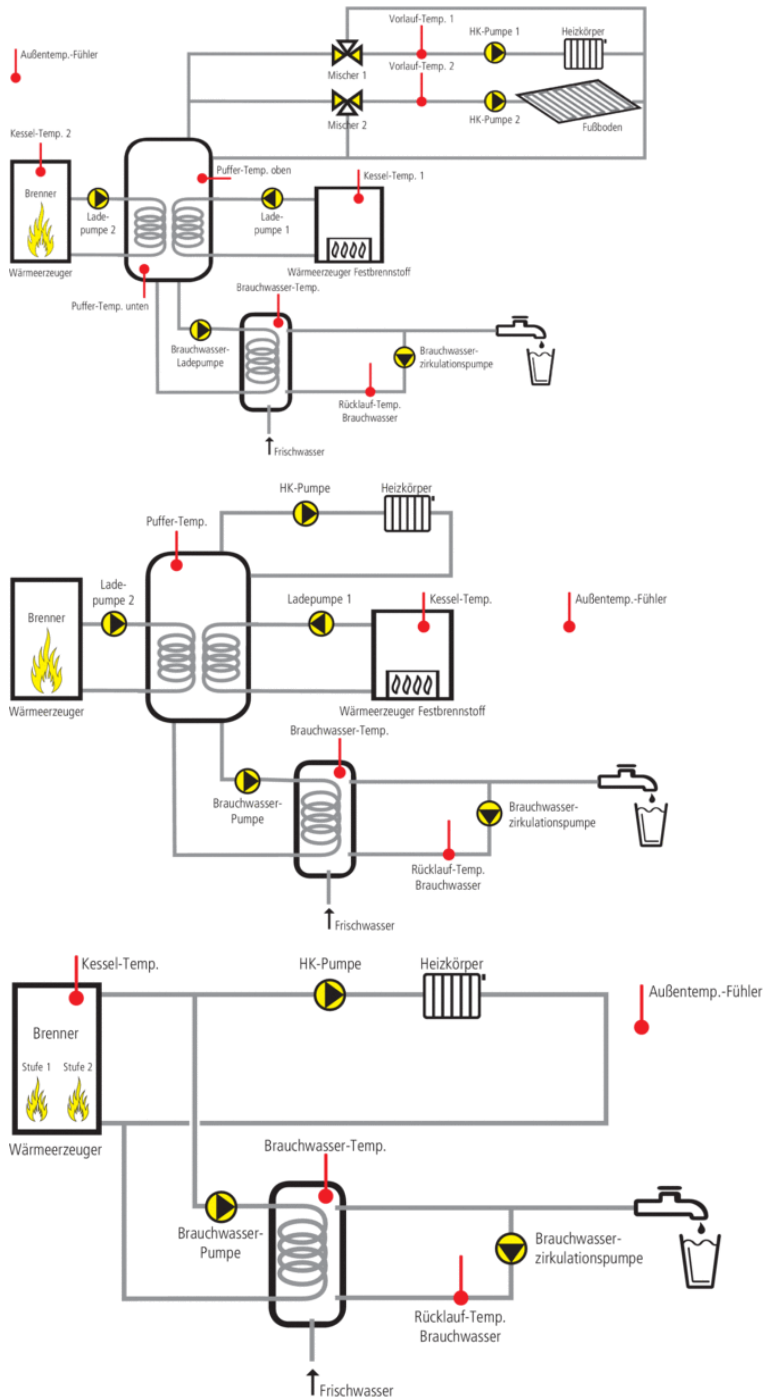 Vorlauf-Temp. 1
HK-Pumpe 1
Heizkörper
Außentemp.-Fühler
Mischer 1
Vorlauf-Temp. 2
Mischer 2
HK-Pumpe 2
Fußboden
Kessel-Temp. 2
Puffer-Temp. oben
Kessel-Temp. 1
Brenner
Lade-
pumpe 2
Lade-
pumpe 1
Wärmeerzeuger
Wärmeerzeuger Festbrennstoff
Puffer-Temp. unten
Brauchwasser-Temp.
Brauchwasser-
Ladepumpe
Brauchwasser-
zirkulationspumpe
Rücklauf-Temp.
Brauchwasser
Frischwasser
HK-Pumpe
Heizkörper
Puffer-Temp.
Lade-
pumpe 2
Ladepumpe 1
Kessel-Temp.
Außentemp.-Fühler
Brenner
Wärmeerzeuger
Wärmeerzeuger Festbrennstoff
Brauchwasser-Temp.
Brauchwasser-
Pumpe
Brauchwasser-
zirkulationspumpe
Rücklauf-Temp.
Brauchwasser
Frischwasser
Kessel-Temp.
HK-Pumpe
Heizkörper
Außentemp.-Fühler
Brenner
Stufe 1
Stufe 2
Wärmeerzeuger
Brauchwasser-Temp.
Brauchwasser-
Pumpe
Brauchwasser-
zirkulationspumpe
Rücklauf-Temp.
Brauchwasser
Frischwasser